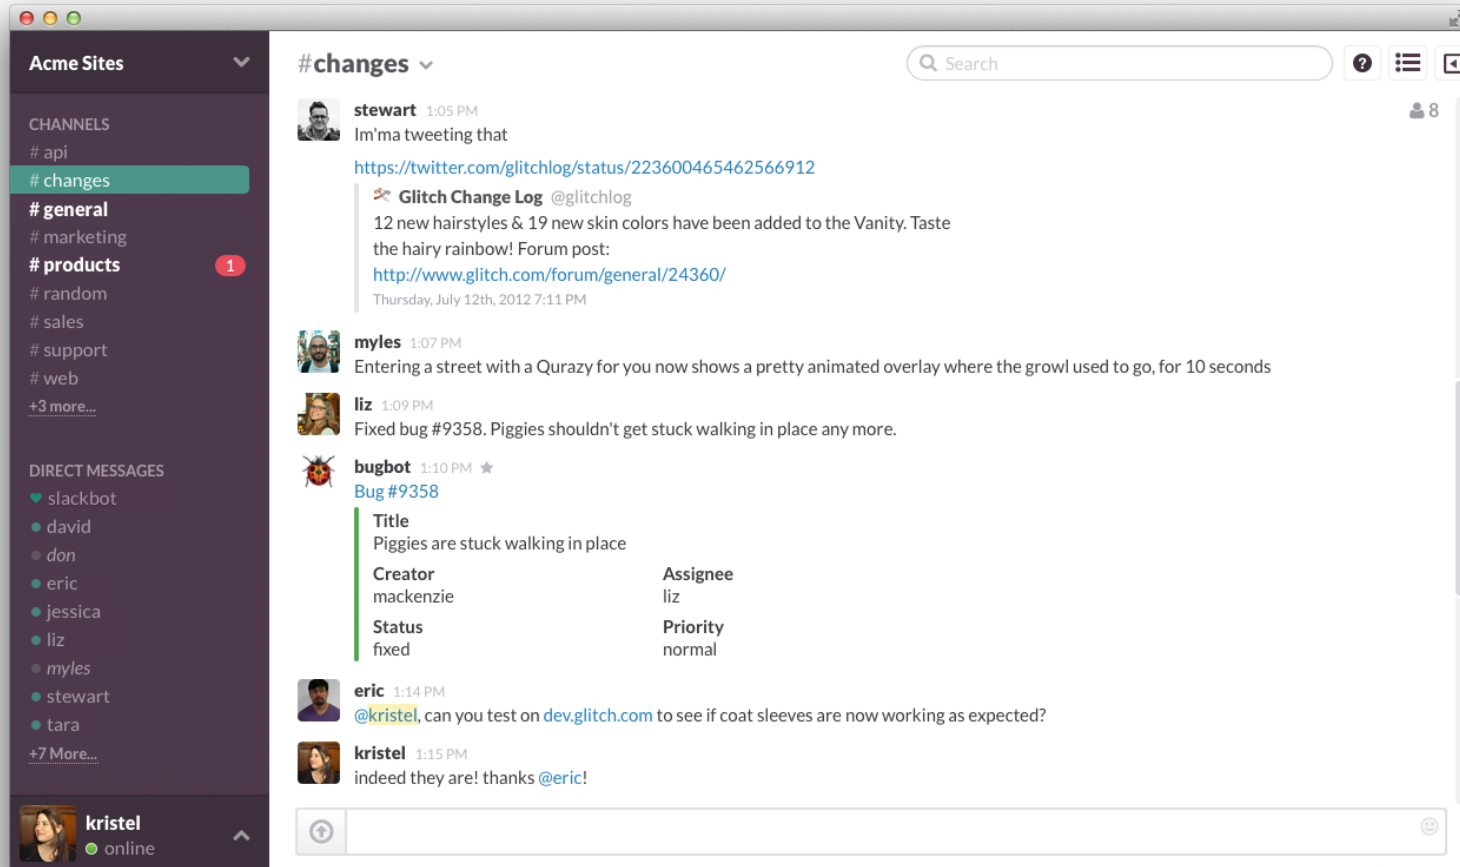 Acme Sites
CHANNELS
# api
# changes
# general
# marketing
# products 1
# random
# sales
# support
# web
+3 more...
DIRECT MESSAGES
slackbot
david
don
eric
jessica
liz
myles
stewart
tara
+7 More...
kristel
online
#changes
Search
?
8
stewart 1:05 PM
Im'ma tweeting that
https://twitter.com/glitchlog/status/223600465462566912
Glitch Change Log @glitchlog
12 new hairstyles & 19 new skin colors have been added to the Vanity. Taste
the hairy rainbow! Forum post:
http://www.glitch.com/forum/general/24360/
Thursday, July 12th, 2012 7:11 PM
myles 1:07 PM
Entering a street with a Qurazy for you now shows a pretty animated overlay where the growl used to go, for 10 seconds
liz 1:09 PM
Fixed bug #9358. Piggies shouldn't get stuck walking in place any more.
bugbot 1:10 PM
Bug #9358
Title
Piggies are stuck walking in place
Creator Assignee
mackenzie liz
Status Priority
fixed normal
eric 1:14 PM
@kristel, can you test on dev.glitch.com to see if coat sleeves are now working as expected?
kristel 1:15 PM
indeed they are! thanks @eric!